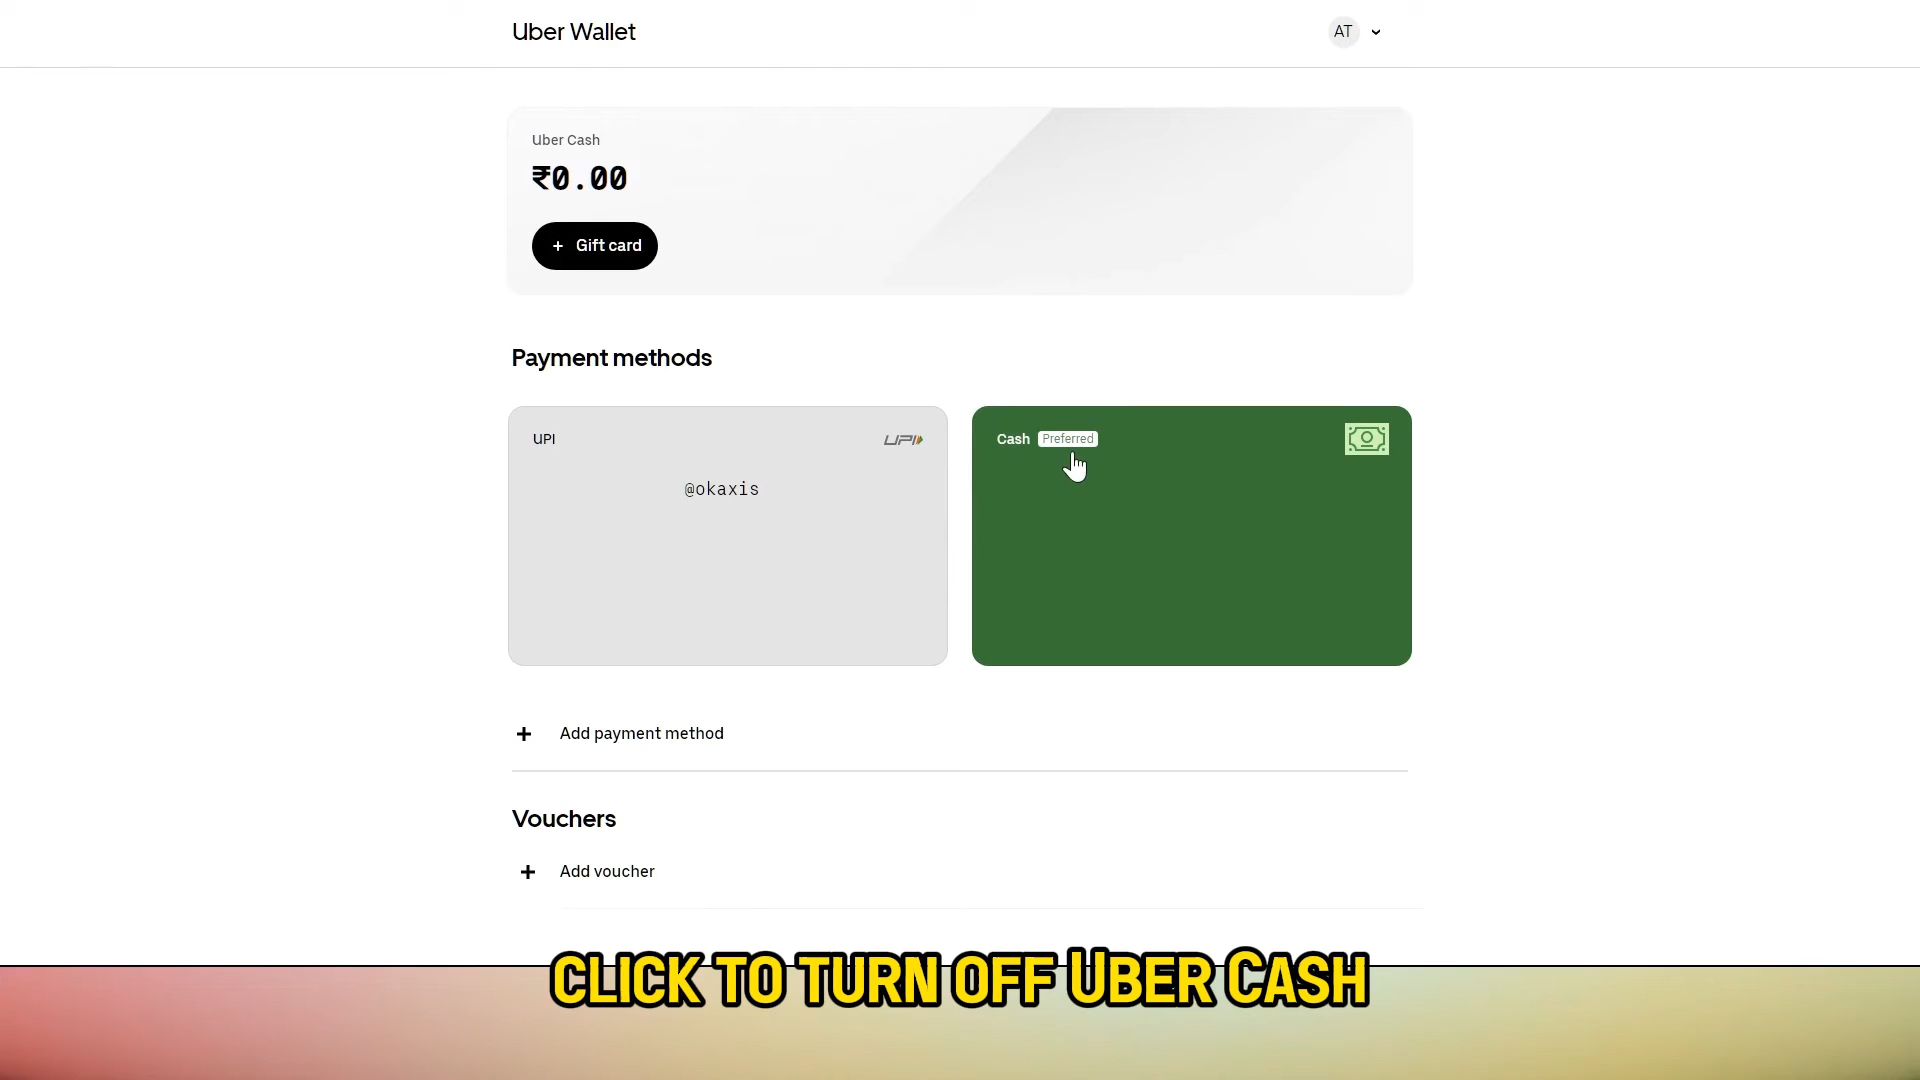 Uber Wallet
AT
Uber Cash
₹0.00
+ Gift card
Payment methods
UPI
UPI
@okaxis
Cash Preferred
+ Add payment method
Vouchers
+ Add voucher
CLICK TO TURN OFF UBER CASH